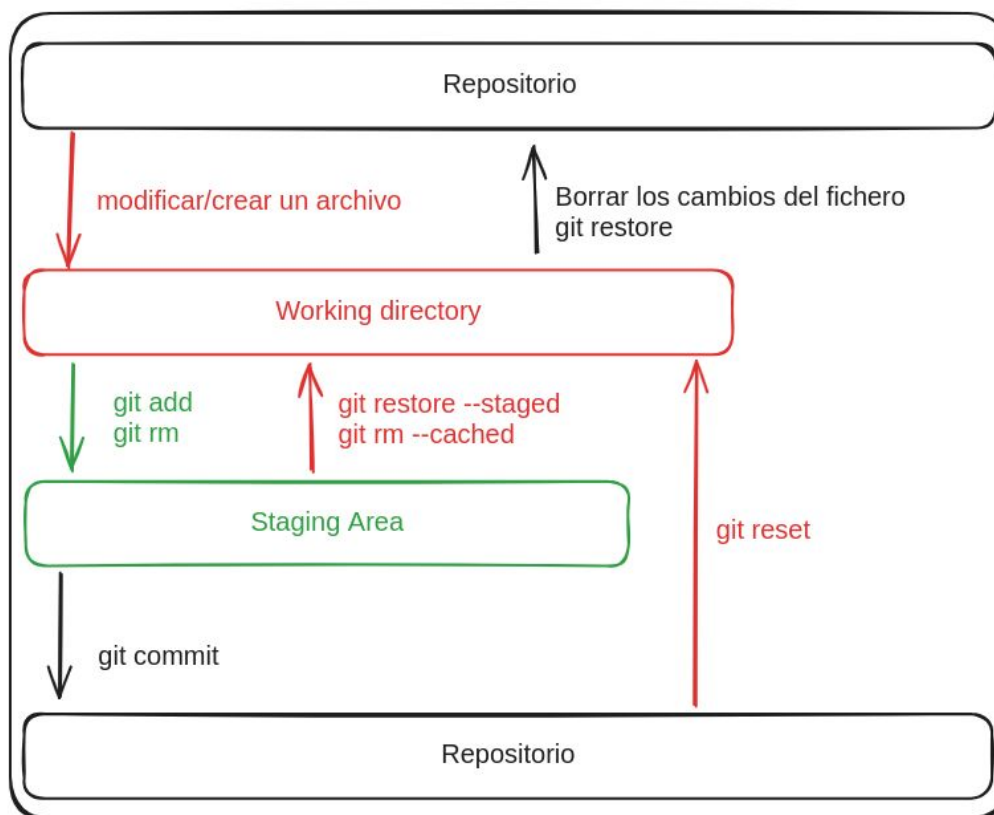 Repositorio
modificar/crear un archivo
Borrar los cambios del fichero
git restore
Working directory
git add
git rm
git restore --staged
git rm --cached
Staging Area
git reset
git commit
Repositorio